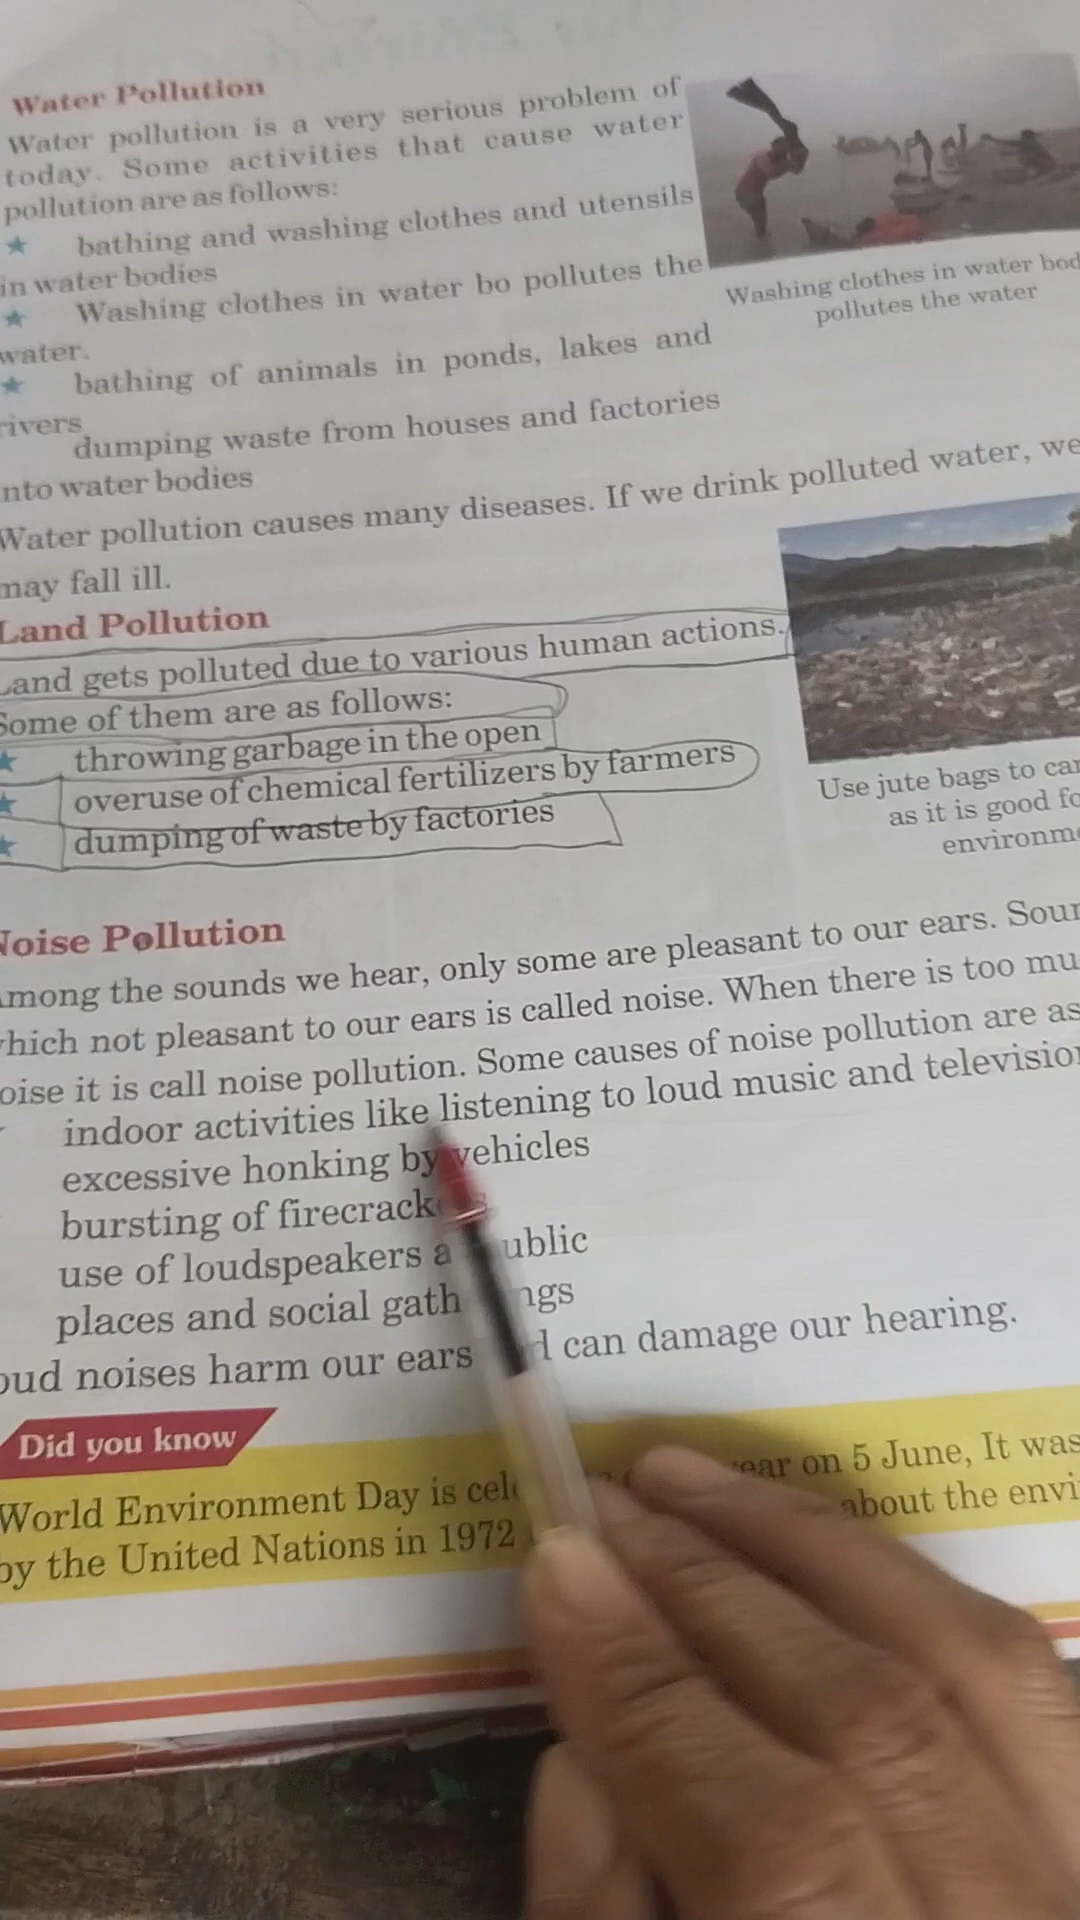 Water Pollution
Water pollution is a very serious problem of
today. Some activities that cause water
pollution are as follows:
★ bathing and washing clothes and utensils
in water bodies
★ Washing clothes in water bo pollutes the
water.
★ bathing of animals in ponds, lakes and
rivers
dumping waste from houses and factories
nto water bodies
Water pollution causes many diseases. If we drink polluted water, we
may fall ill.
Washing clothes in water bod
pollutes the water
Land Pollution
Land gets polluted due to various human actions.
Some of them are as follows:
★ throwing garbage in the open
★ overuse of chemical fertilizers by farmers
★ dumping of waste by factories
Use jute bags to car
as it is good fo
environme
Noise Pollution
Among the sounds we hear, only some are pleasant to our ears. Soun
which not pleasant to our ears is called noise. When there is too mu
oise it is call noise pollution. Some causes of noise pollution are as
indoor activities like listening to loud music and television
excessive honking by vehicles
bursting of firecrack s
use of loudspeakers a ublic
places and social gath ngs
oud noises harm our ears d can damage our hearing.
Did you know
World Environment Day is cele year on 5 June, It was
by the United Nations in 1972 about the envi